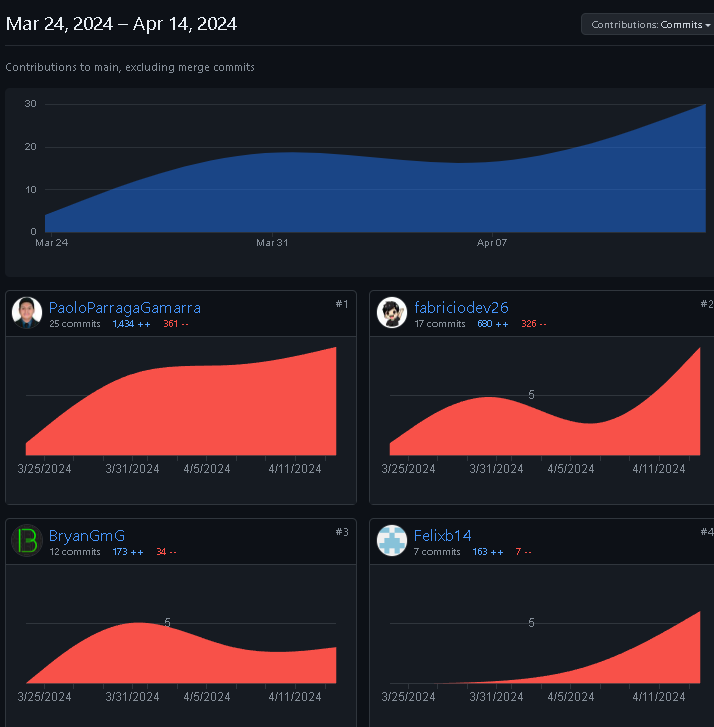 Mar 24, 2024 – Apr 14, 2024
Contributions: Commits
Contributions to main, excluding merge commits
30
20
10
0
Mar 24
Mar 31
Apr 07
PaoloParragaGamarra
#1
25 commits 1,434 ++ 361 --
3/25/2024 3/31/2024 4/5/2024 4/11/2024
fabriciodev26
#2
17 commits 680 ++ 326 --
5
3/25/2024 3/31/2024 4/5/2024 4/11/2024
BryanGmG
#3
12 commits 173 ++ 34 --
5
3/25/2024 3/31/2024 4/5/2024 4/11/2024
Felixb14
#4
7 commits 163 ++ 7 --
5
3/25/2024 3/31/2024 4/5/2024 4/11/2024